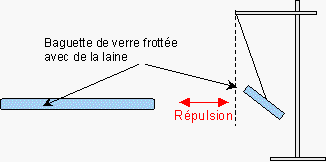 Baguette de verre frottée
avec de la laine
Répulsion